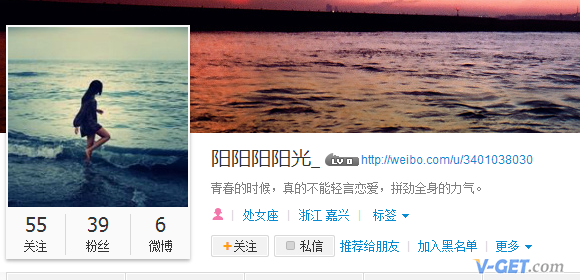 阳阳阳阳光_ Lv 0 http://weibo.com/u/3401038030
青春的时候，真的不能轻言恋爱，拼劲全身的力气。
处女座 | 浙江 嘉兴 | 标签
55 39 6
关注 粉丝 微博
+关注 私信 推荐给朋友 | 加入黑名单 | 更多
V-GET.com